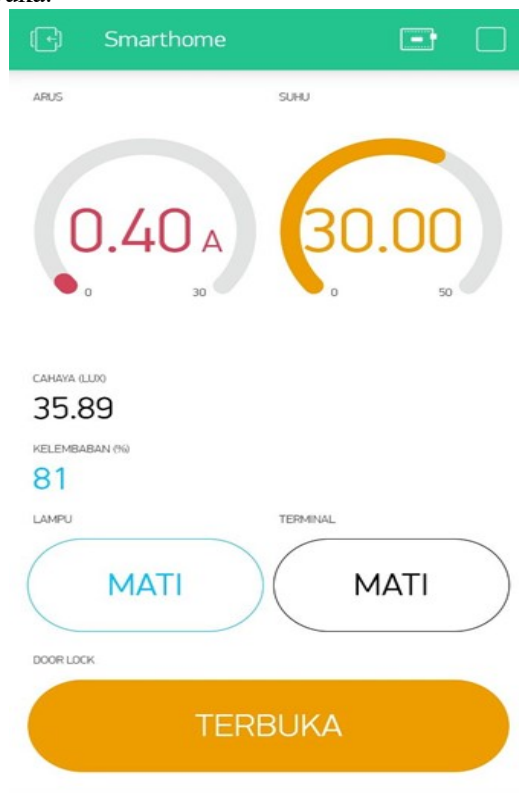 Smarthome
ARUS SUHU
0.40 A 30.00
0 30 0 50
CAHAYA (LUX)
35.89
KELEMBABAN (%)
81
LAMPU TERMINAL
MATI MATI
DOOR LOCK
TERBUKA